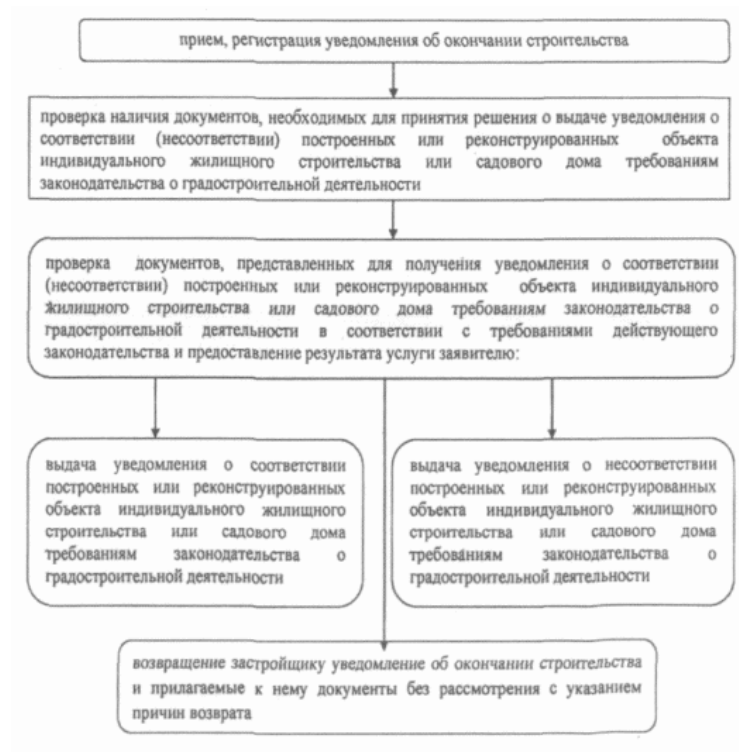 прием, регистрация уведомления об окончании строительства
проверка наличия документов, необходимых для принятия решения о выдаче уведомления о
соответствии (несоответствии) построенных или реконструированных объекта
индивидуального жилищного строительства или садового дома требованиям
законодательства о градостроительной деятельности
проверка документов, представленных для получения уведомления о соответствии
(несоответствии) построенных или реконструированных объекта индивидуального
жилищного строительства или садового дома требованиям законодательства о
градостроительной деятельности в соответствии с требованиями действующего
законодательства и предоставление результата услуги заявителю:
выдача уведомления о соответствии
построенных или реконструированных
объекта индивидуального жилищного
строительства или садового дома
требованиям законодательства о
градостроительной деятельности
выдача уведомления о несоответствии
построенных или реконструированных
объекта индивидуального жилищного
строительства или садового дома
требованиям законодательства о
градостроительной деятельности
возвращение застройщику уведомление об окончании строительства
и прилагаемые к нему документы без рассмотрения с указанием
причин возврата